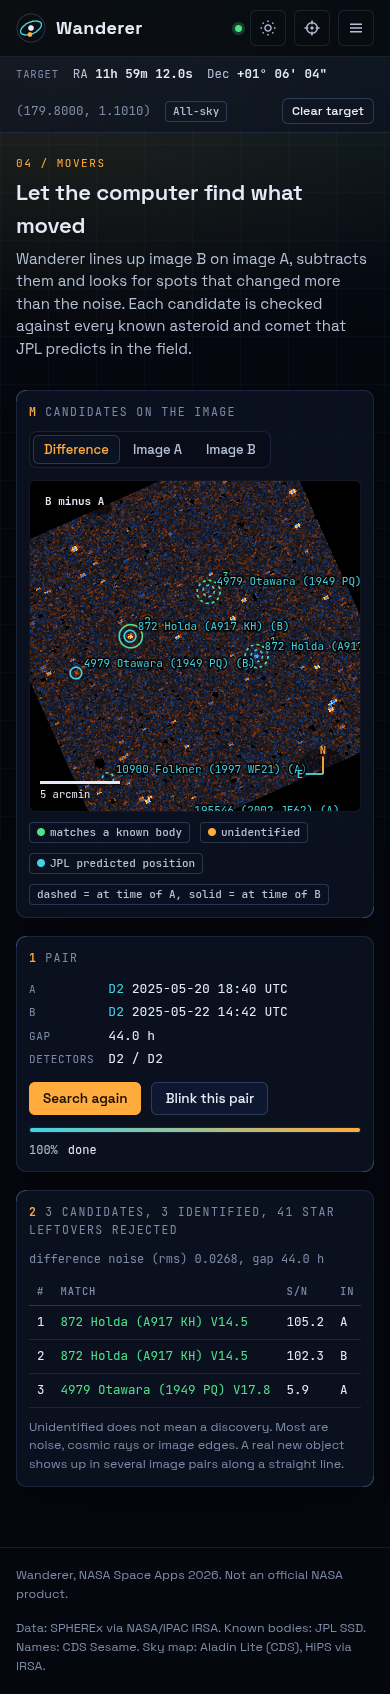 Wanderer
TARGET RA 11h 59m 12.0s Dec +01° 06' 04"
(179.8000, 1.1010) All-sky Clear target
04 / MOVERS
Let the computer find what
moved
Wanderer lines up image B on image A, subtracts
them and looks for spots that changed more
than the noise. Each candidate is checked
against every known asteroid and comet that
JPL predicts in the field.
M CANDIDATES ON THE IMAGE
Difference Image A Image B
B minus A
4979 Otawara (1949 PQ)
872 Holda (A917 KH) (B)
872 Holda (A917
4979 Otawara (1949 PQ) (B)
N
10900 Folkner (1997 WF21) (A)
E
5 arcmin
195546 (2002 JE62) (A)
matches a known body unidentified
JPL predicted position
dashed = at time of A, solid = at time of B
1 PAIR
A D2 2025-05-20 18:40 UTC
B D2 2025-05-22 14:42 UTC
GAP 44.0 h
DETECTORS D2 / D2
Search again Blink this pair
100% done
2 3 CANDIDATES, 3 IDENTIFIED, 41 STAR
LEFTOVERS REJECTED
difference noise (rms) 0.0268, gap 44.0 h
# MATCH S/N IN
1 872 Holda (A917 KH) V14.5 105.2 A
2 872 Holda (A917 KH) V14.5 102.3 B
3 4979 Otawara (1949 PQ) V17.8 5.9 A
Unidentified does not mean a discovery. Most are
noise, cosmic rays or image edges. A real new object
shows up in several image pairs along a straight line.
Wanderer, NASA Space Apps 2026. Not an official NASA
product.
Data: SPHEREx via NASA/IPAC IRSA. Known bodies: JPL SSD.
Names: CDS Sesame. Sky map: Aladin Lite (CDS), HiPS via
IRSA.